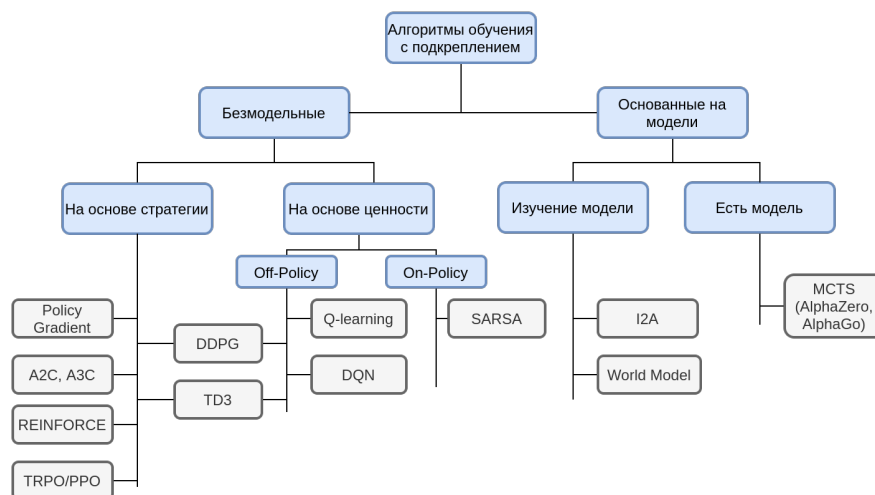 Алгоритмы обучения
с подкреплением
Безмодельные
Основанные на
модели
На основе стратегии
На основе ценности
Изучение модели
Есть модель
Off-Policy
On-Policy
Policy
Gradient
Q-learning
SARSA
I2A
MCTS
(AlphaZero,
AlphaGo)
DDPG
A2C, A3C
DQN
World Model
TD3
REINFORCE
TRPO/PPO